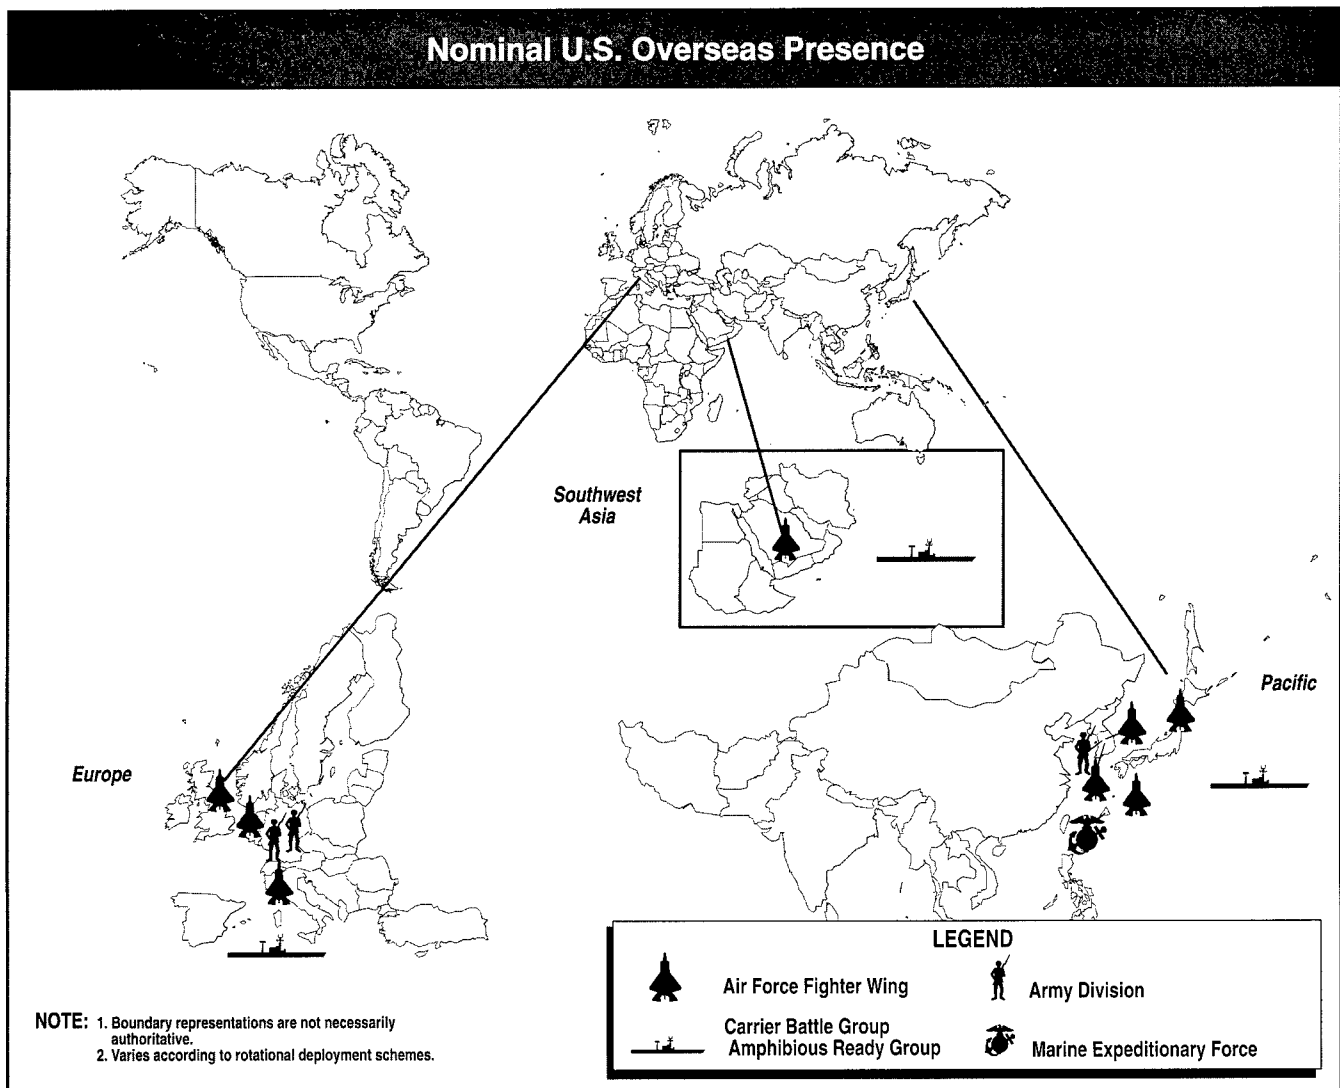 Nominal U.S. Overseas Presence
Southwest
Asia
Pacific
Europe
LEGEND
Air Force Fighter Wing
Army Division
Carrier Battle Group
Amphibious Ready Group
Marine Expeditionary Force
NOTE: 1. Boundary representations are not necessarily
authoritative.
2. Varies according to rotational deployment schemes.